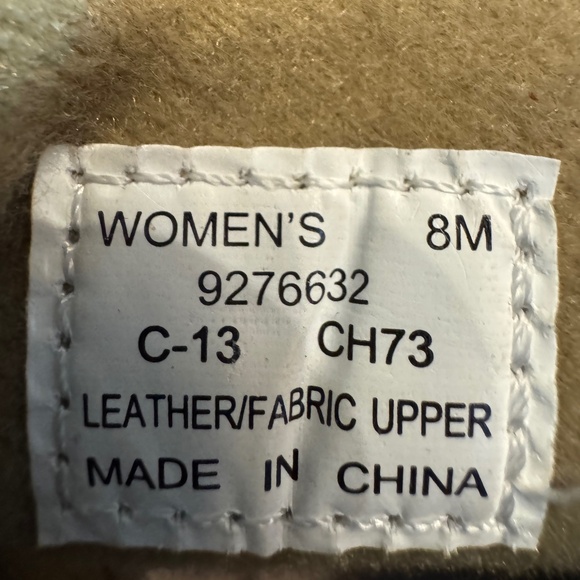 WOMEN'S 8M
9276632
C-13 CH73
LEATHER/FABRIC UPPER
MADE IN CHINA